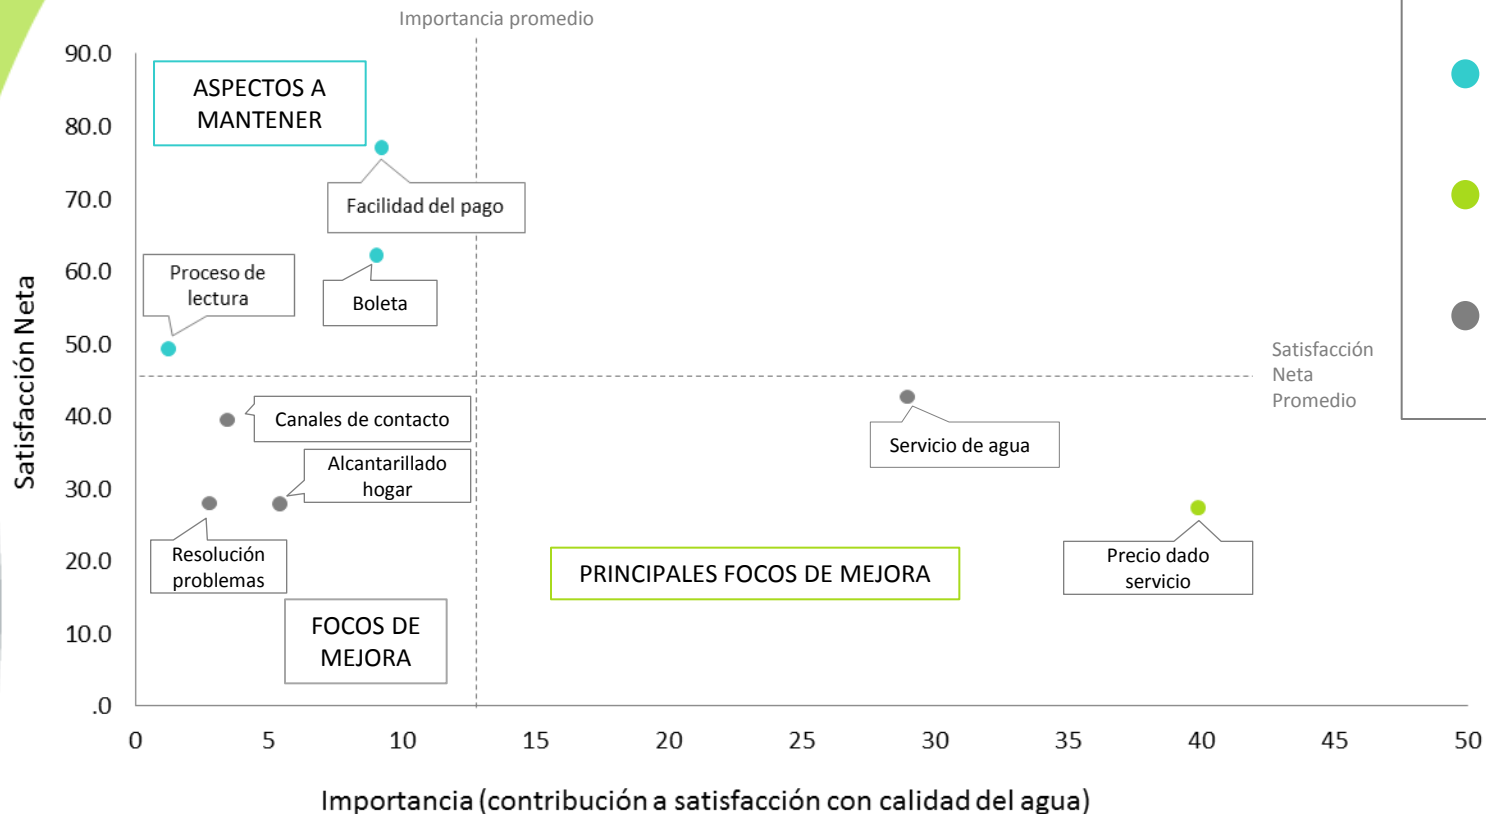 Importancia promedio
90.0
80.0
70.0
60.0
50.0
40.0
30.0
20.0
10.0
.0
Satisfacción Neta
ASPECTOS A
MANTENER
Facilidad del pago
Proceso de
lectura
Boleta
Satisfacción
Neta
Promedio
Canales de contacto
Servicio de agua
Alcantarillado
hogar
Resolución
problemas
PRINCIPALES FOCOS DE MEJORA
Precio dado
servicio
FOCOS DE
MEJORA
0
5
10
15
20
25
30
35
40
45
50
Importancia (contribución a satisfacción con calidad del agua)